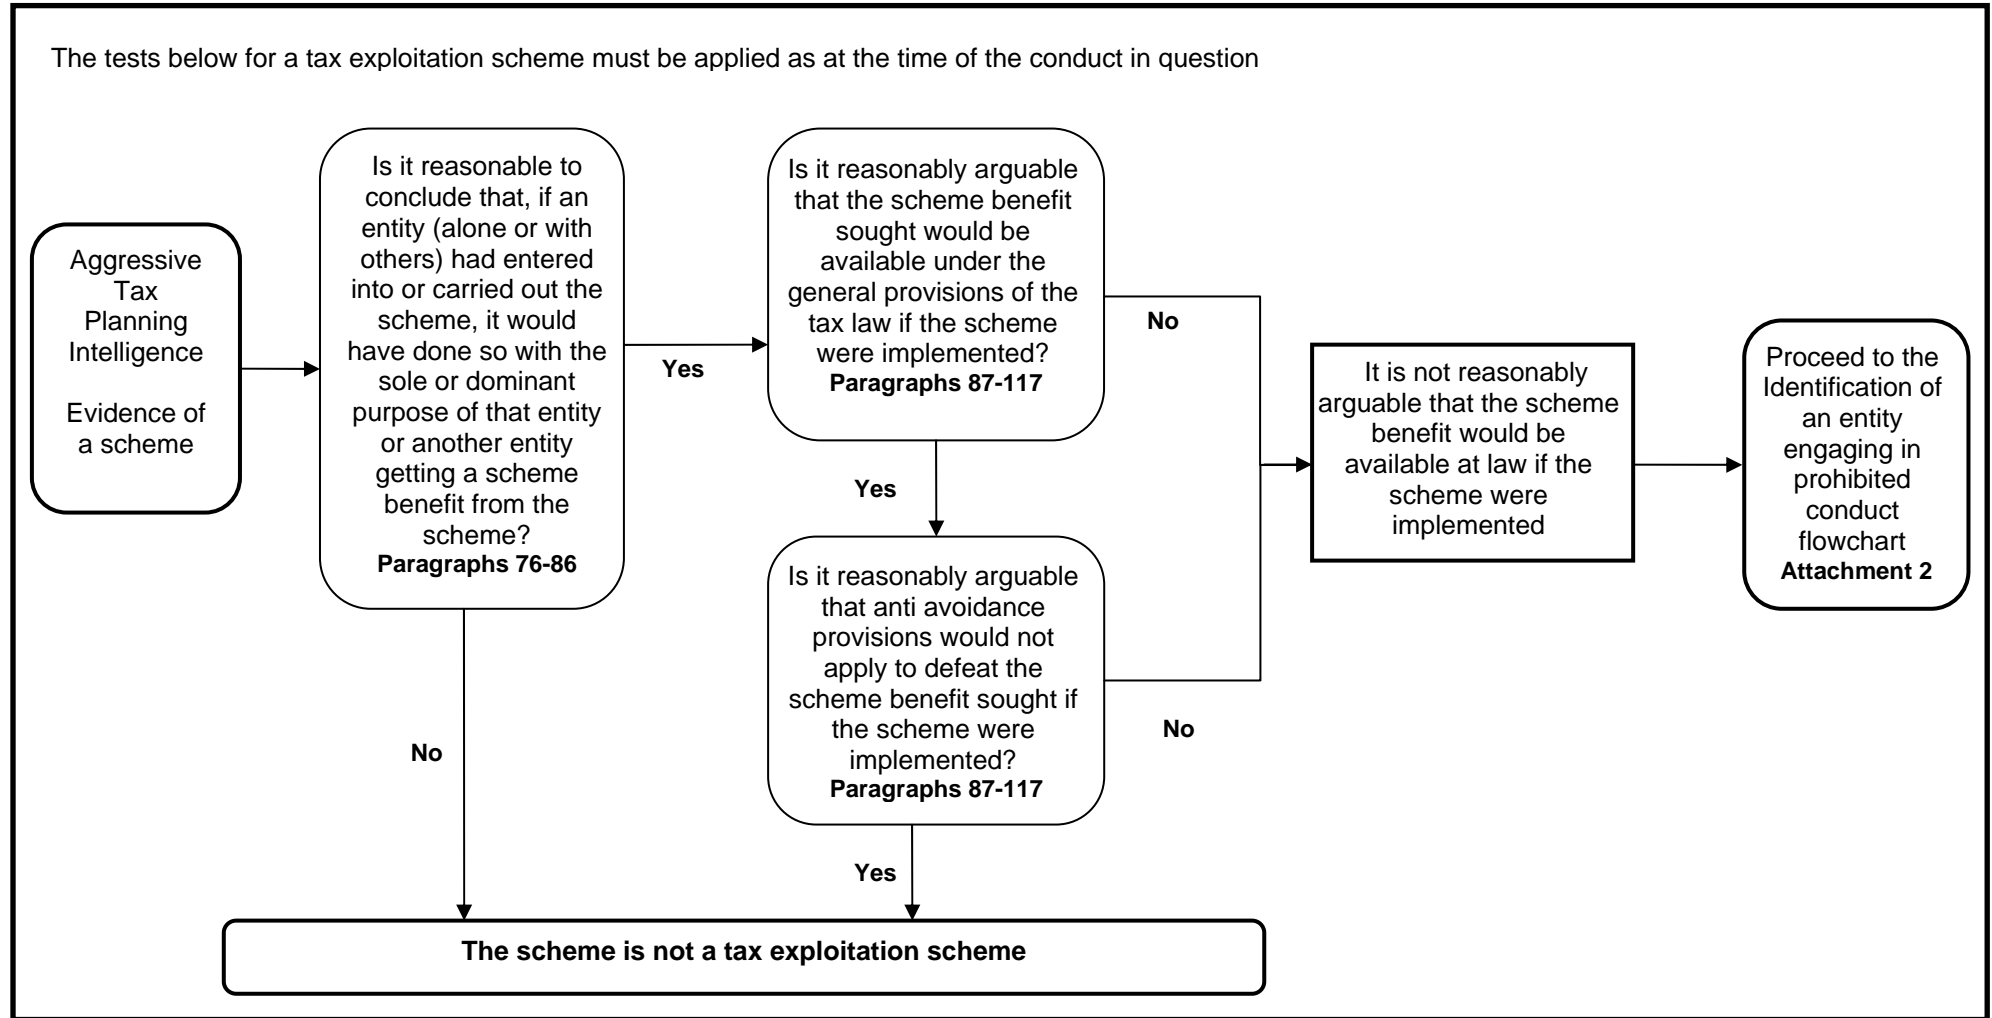 The tests below for a tax exploitation scheme must be applied as at the time of the conduct in question
Aggressive
Tax
Planning
Intelligence
Evidence of
a scheme
Is it reasonable to
conclude that, if an
entity (alone or with
others) had entered
into or carried out the
scheme, it would
have done so with the
sole or dominant
purpose of that entity
or another entity
getting a scheme
benefit from the
scheme?
Paragraphs 76-86
Yes
No
Is it reasonably arguable
that the scheme benefit
sought would be
available under the
general provisions of the
tax law if the scheme
were implemented?
Paragraphs 87-117
No
Yes
Is it reasonably arguable
that anti avoidance
provisions would not
apply to defeat the
scheme benefit sought if
the scheme were
implemented?
Paragraphs 87-117
No
Yes
It is not reasonably
arguable that the scheme
benefit would be
available at law if the
scheme were
implemented
Proceed to the
Identification of
an entity
engaging in
prohibited
conduct
flowchart
Attachment 2
The scheme is not a tax exploitation scheme